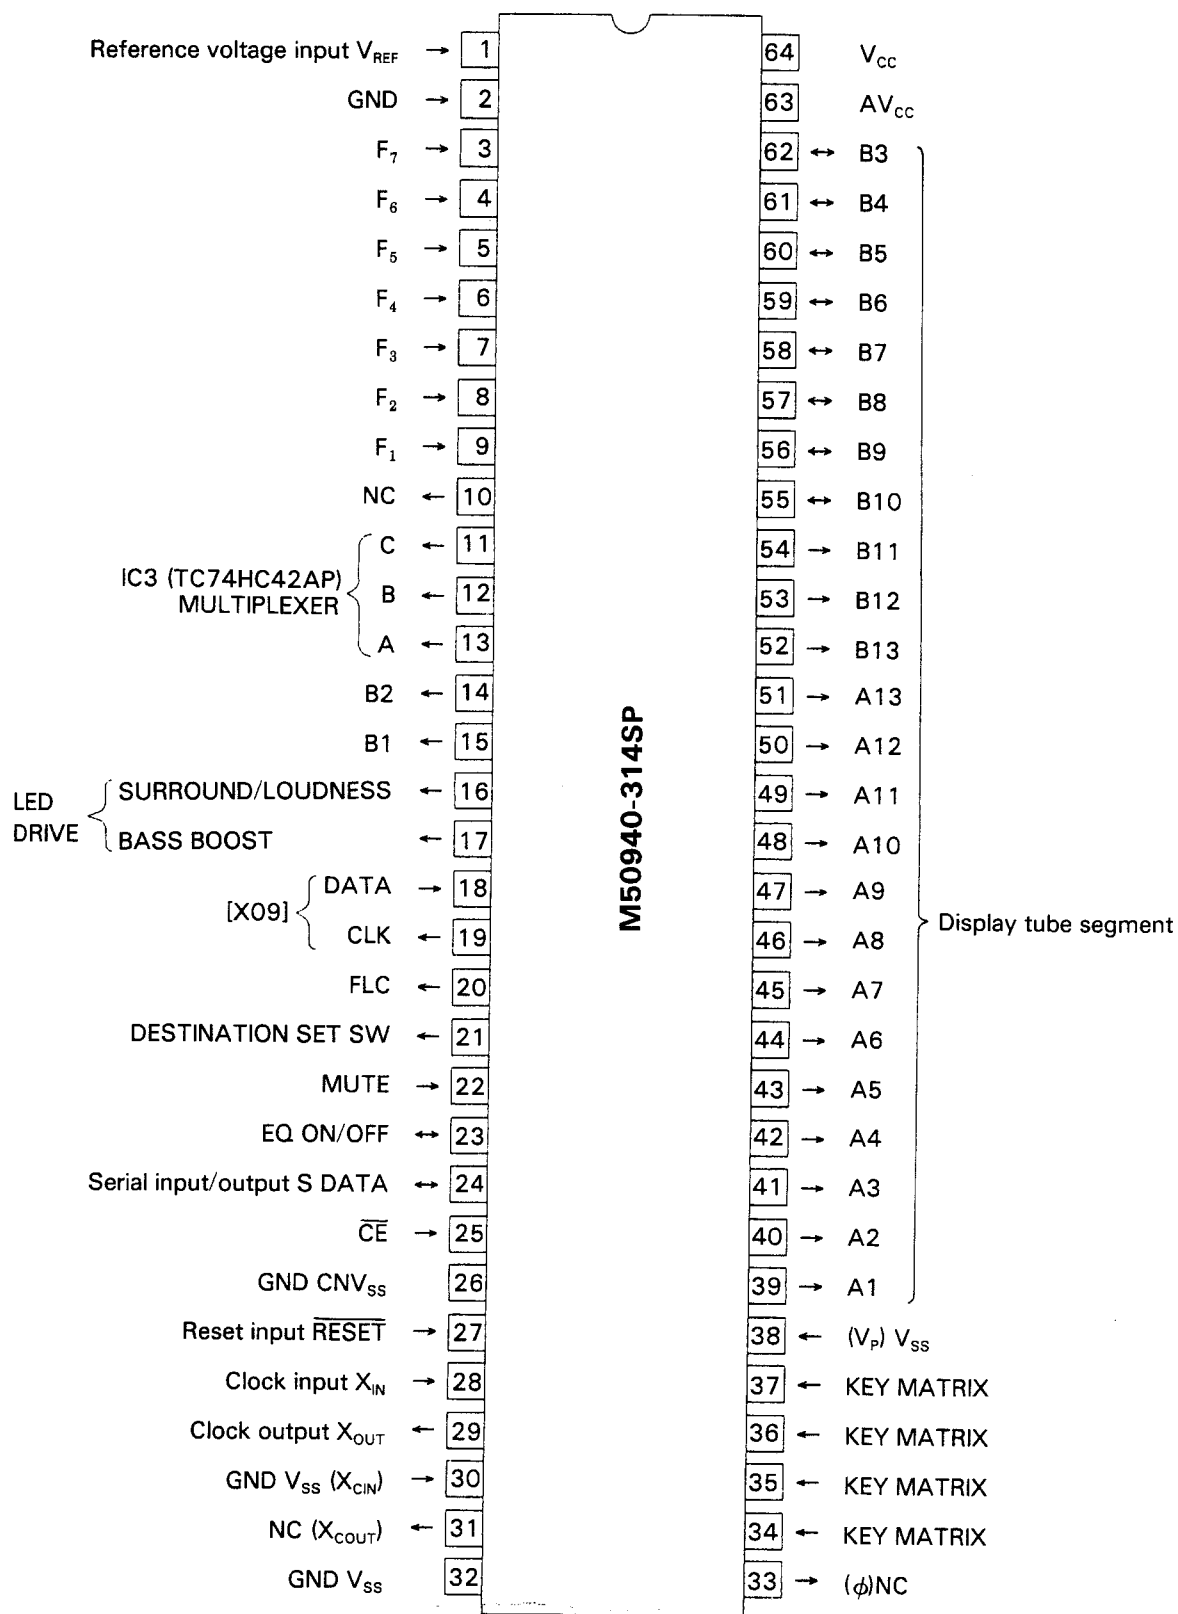 Reference voltage input VREF → 1
GND → 2
F7 → 3
F6 → 4
F5 → 5
F4 → 6
F3 → 7
F2 → 8
F1 → 9
NC ← 10
IC3 (TC74HC42AP)
MULTIPLEXER
C ← 11
B ← 12
A ← 13
B2 ← 14
B1 ← 15
LED
DRIVE
SURROUND/LOUDNESS ← 16
BASS BOOST ← 17
[X09]
DATA → 18
CLK ← 19
FLC ← 20
DESTINATION SET SW ← 21
MUTE → 22
EQ ON/OFF ↔ 23
Serial input/output S DATA ↔ 24
C̅E̅ → 25
GND CNVSS 26
Reset input R̅E̅S̅E̅T̅ → 27
Clock input XIN → 28
Clock output XOUT ← 29
GND VSS (XCIN) → 30
NC (XCOUT) ← 31
GND VSS 32
M50940-314SP
64 VCC
63 AVCC
62 ↔ B3
61 ↔ B4
60 ↔ B5
59 ↔ B6
58 ↔ B7
57 ↔ B8
56 ↔ B9
55 ↔ B10
54 → B11
53 → B12
52 → B13
51 → A13
50 → A12
49 → A11
48 → A10
47 → A9
46 → A8
45 → A7
44 → A6
43 → A5
42 → A4
41 → A3
40 → A2
39 → A1
Display tube segment
38 ← (VP) VSS
37 ← KEY MATRIX
36 ← KEY MATRIX
35 ← KEY MATRIX
34 ← KEY MATRIX
33 → (ϕ)NC